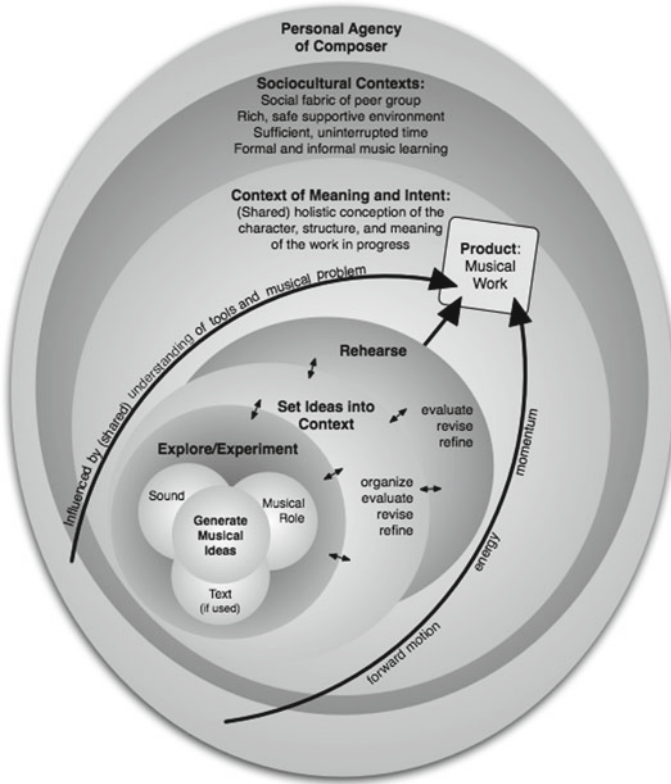 Personal Agency
of Composer
Sociocultural Contexts:
Social fabric of peer group
Rich, safe supportive environment
Sufficient, uninterrupted time
Formal and informal music learning
Context of Meaning and Intent:
(Shared) holistic conception of the
character, structure, and meaning
of the work in progress
Product:
Musical
Work
Influenced by (shared) understanding of tools and musical problem
Rehearse
evaluate
revise
refine
Set Ideas into
Context
organize
evaluate
revise
refine
Explore/Experiment
Sound
Musical
Role
Generate
Musical
Ideas
Text
(if used)
forward motion
energy
momentum